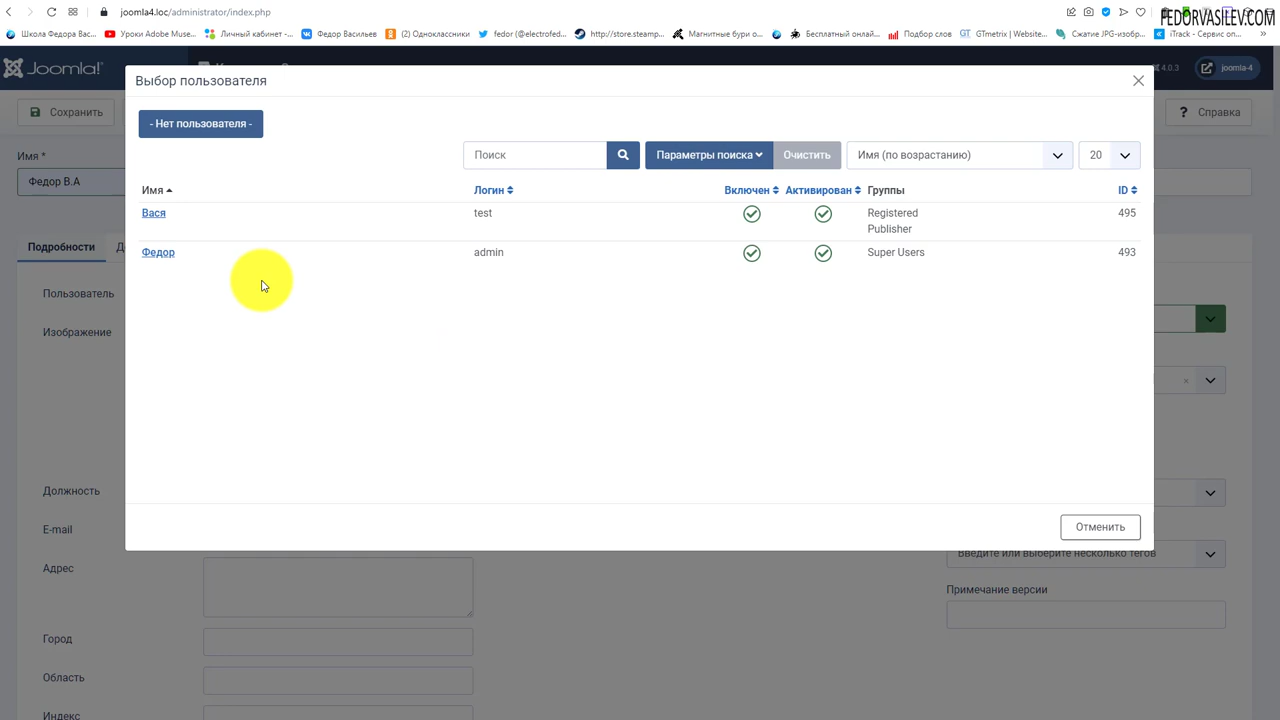 joomla4.loc/administrator/index.php
FEDORVASILEV.COM
Школа Федора Васа...
Уроки Adobe Muse...
Личный кабинет -...
Федор Васильев
(2) Одноклассники
fedor (@electrofed...
http://store.steamp...
Магнитные бури о...
Бесплатный онлай...
Подбор слов
GTmetrix | Website...
Сжатие JPG-изобр...
iTrack - Сервис оп...
»
Joomla!
4.0.3
joomla-4
Выбор пользователя
Сохранить
? Справка
- Нет пользователя -
Имя *
Поиск
Параметры поиска
Очистить
Имя (по возрастанию)
20
Федор В.А
Имя Логин Включен Активирован Группы ID
Вася test Registered 495
Publisher
Подробности
Федор admin Super Users 493
Пользователь
Изображение
Должность
Отменить
E-mail
Введите или выберите несколько тегов
Адрес
Примечание версии
Город
Область
Индекс